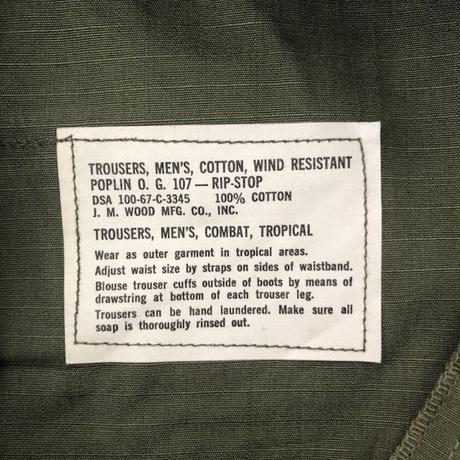 TROUSERS, MEN'S, COTTON, WIND RESISTANT
POPLIN O. G. 107 — RIP-STOP
DSA 100-67-C-3345 100% COTTON
J. M. WOOD MFG. CO., INC.
TROUSERS, MEN'S, COMBAT, TROPICAL
Wear as outer garment in tropical areas.
Adjust waist size by straps on sides of waistband.
Blouse trouser cuffs outside of boots by means of
drawstring at bottom of each trouser leg.
Trousers can be hand laundered. Make sure all
soap is thoroughly rinsed out.